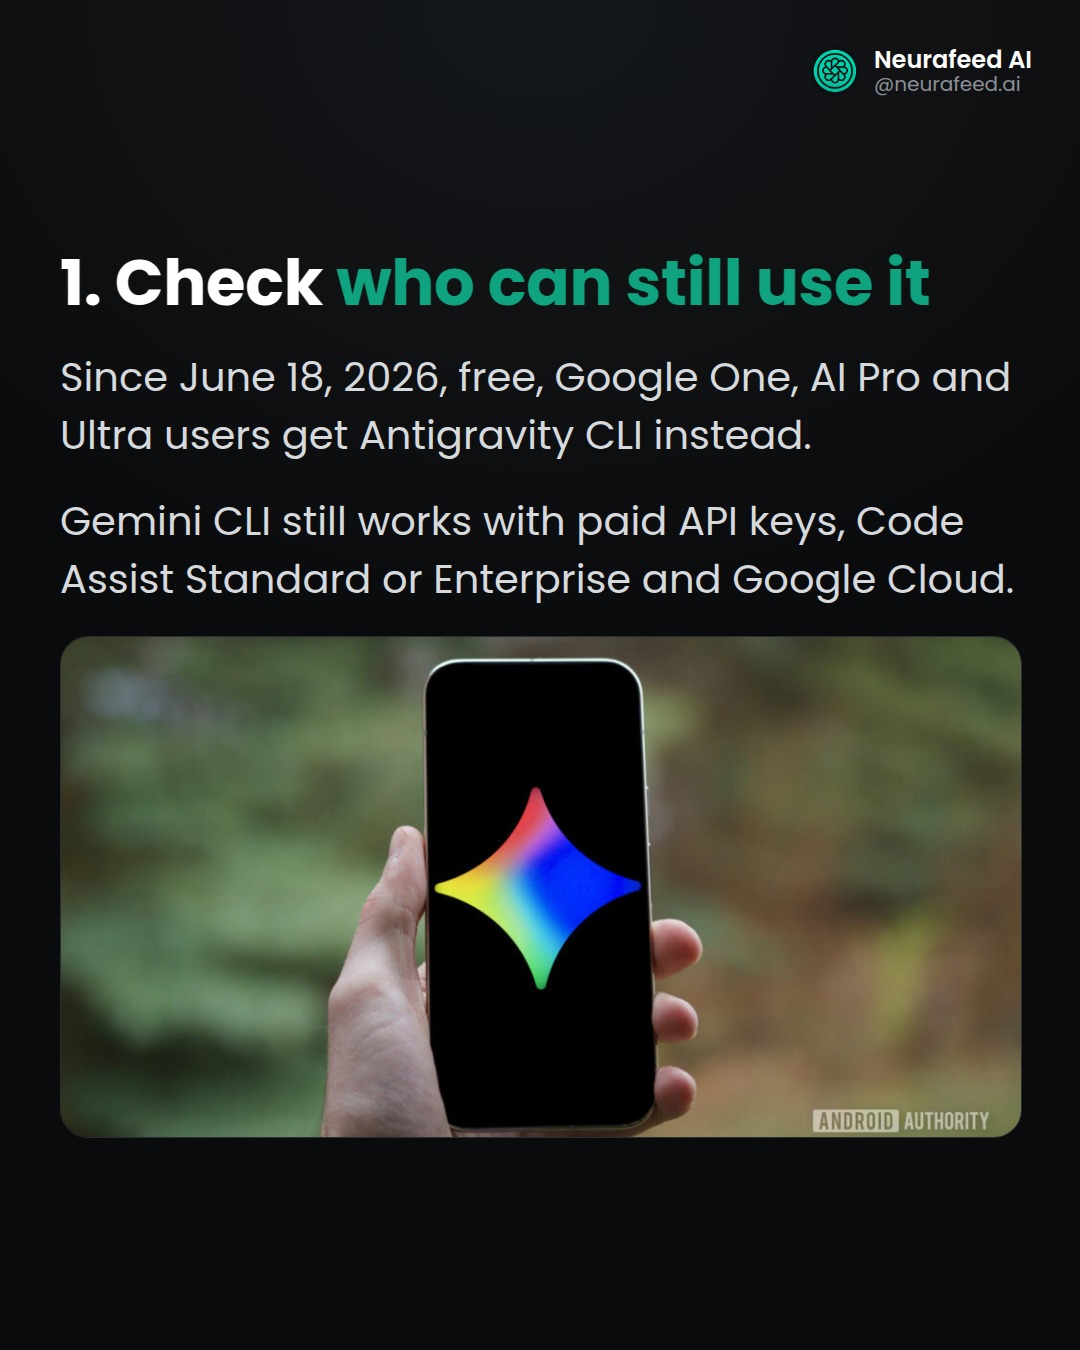 Neurafeed AI
@neurafeed.ai
1. Check who can still use it
Since June 18, 2026, free, Google One, AI Pro and
Ultra users get Antigravity CLI instead.
Gemini CLI still works with paid API keys, Code
Assist Standard or Enterprise and Google Cloud.
ANDROID AUTHORITY